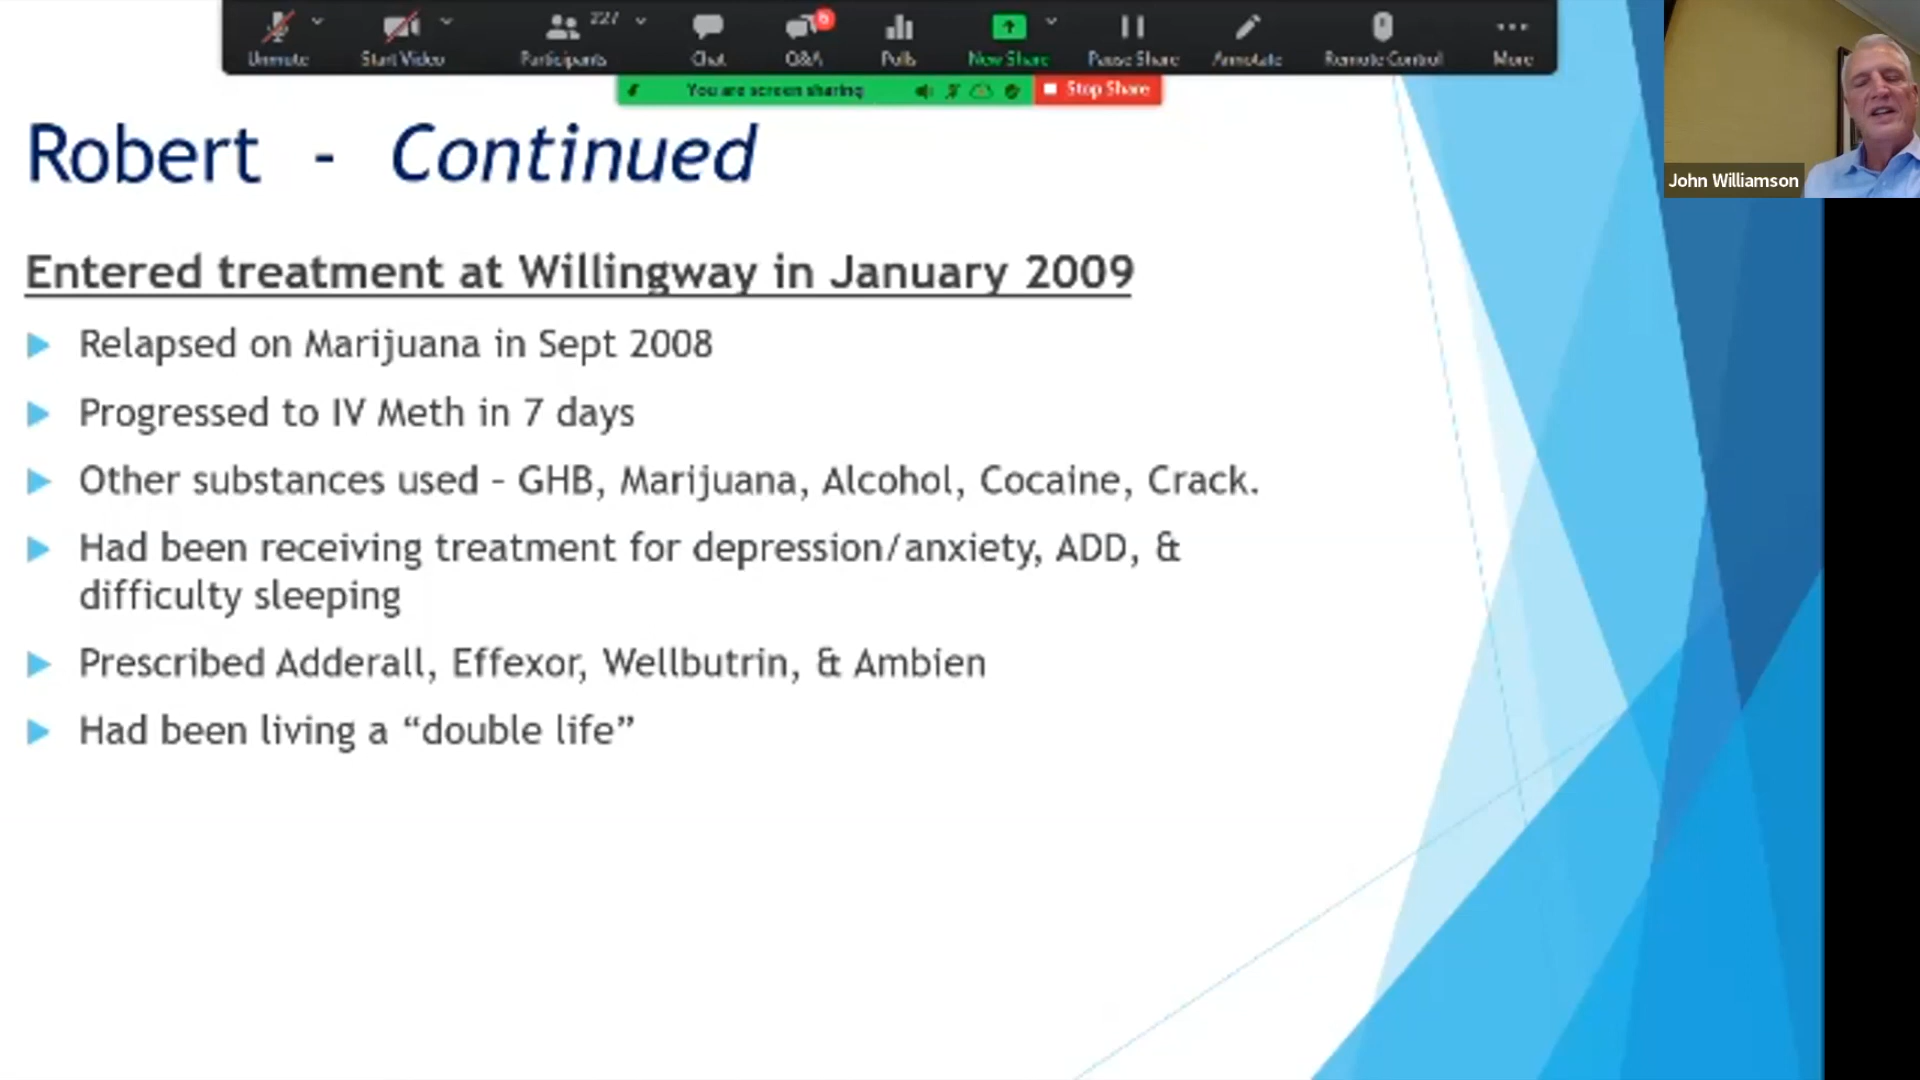 Unmute
Start Video
Participants
227
Chat
Q&A
6
Polls
New Share
Pause Share
Annotate
Remote Control
More
You are screen sharing
Stop Share
John Williamson
Robert - Continued
Entered treatment at Willingway in January 2009
Relapsed on Marijuana in Sept 2008
Progressed to IV Meth in 7 days
Other substances used – GHB, Marijuana, Alcohol, Cocaine, Crack.
Had been receiving treatment for depression/anxiety, ADD, &
difficulty sleeping
Prescribed Adderall, Effexor, Wellbutrin, & Ambien
Had been living a “double life”